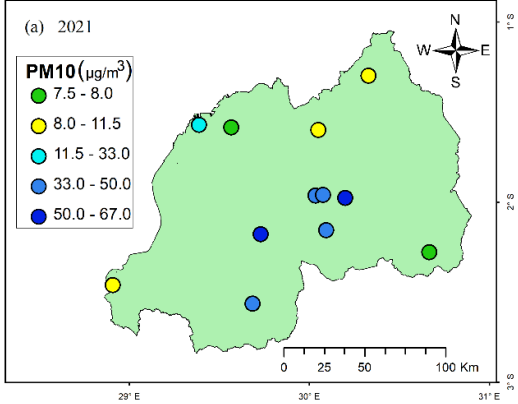 (a) 2021
N
W E
S
PM10 (µg/m³)
7.5 - 8.0
8.0 - 11.5
11.5 - 33.0
33.0 - 50.0
50.0 - 67.0
1°S
2°S
3°S
0 25 50 100 Km
29°E 30°E 31°E